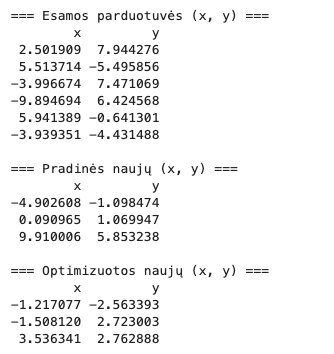 === Esamos parduotuvės (x, y) ===
x y
2.501909 7.944276
5.513714 -5.495856
-3.996674 7.471069
-9.894694 6.424568
5.941389 -0.641301
-3.939351 -4.431488
=== Pradinės naujų (x, y) ===
x y
-4.902608 -1.098474
0.090965 1.069947
9.910006 5.853238
=== Optimizuotos naujų (x, y) ===
x y
-1.217077 -2.563393
-1.508120 2.723003
3.536341 2.762888